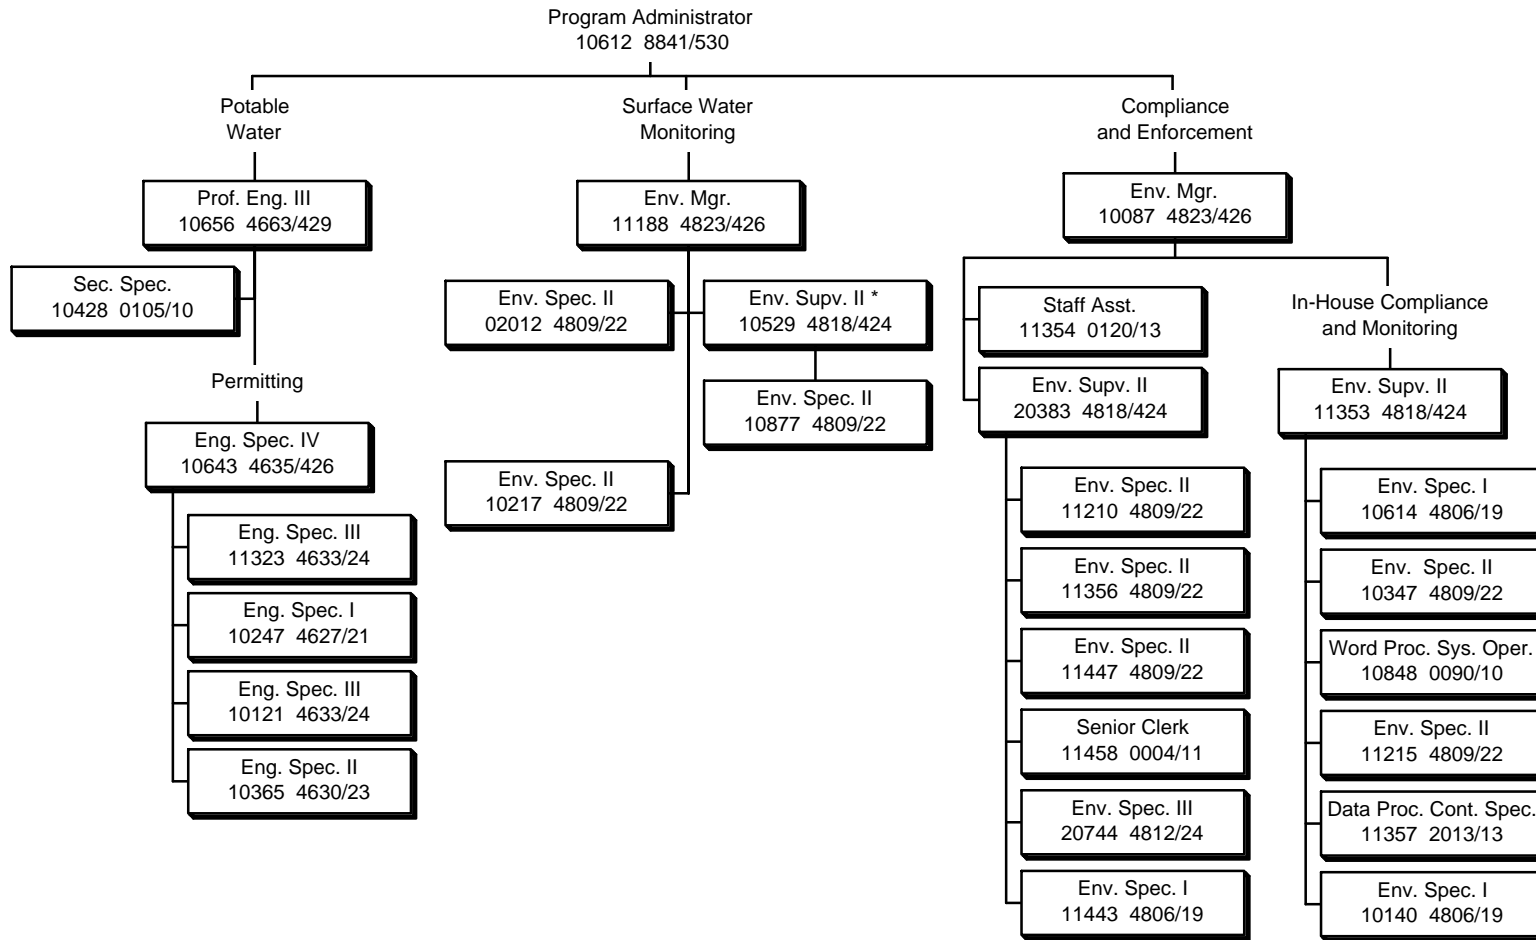 Program Administrator
10612 8841/530
Potable
Water
Prof. Eng. III
10656 4663/429
Sec. Spec.
10428 0105/10
Permitting
Eng. Spec. IV
10643 4635/426
Eng. Spec. III
11323 4633/24
Eng. Spec. I
10247 4627/21
Eng. Spec. III
10121 4633/24
Eng. Spec. II
10365 4630/23
Surface Water
Monitoring
Env. Mgr.
11188 4823/426
Env. Spec. II
02012 4809/22
Env. Supv. II *
10529 4818/424
Env. Spec. II
10877 4809/22
Env. Spec. II
10217 4809/22
Compliance
and Enforcement
Env. Mgr.
10087 4823/426
Staff Asst.
11354 0120/13
Env. Supv. II
20383 4818/424
Env. Spec. II
11210 4809/22
Env. Spec. II
11356 4809/22
Env. Spec. II
11447 4809/22
Senior Clerk
11458 0004/11
Env. Spec. III
20744 4812/24
Env. Spec. I
11443 4806/19
In-House Compliance
and Monitoring
Env. Supv. II
11353 4818/424
Env. Spec. I
10614 4806/19
Env. Spec. II
10347 4809/22
Word Proc. Sys. Oper.
10848 0090/10
Env. Spec. II
11215 4809/22
Data Proc. Cont. Spec.
11357 2013/13
Env. Spec. I
10140 4806/19